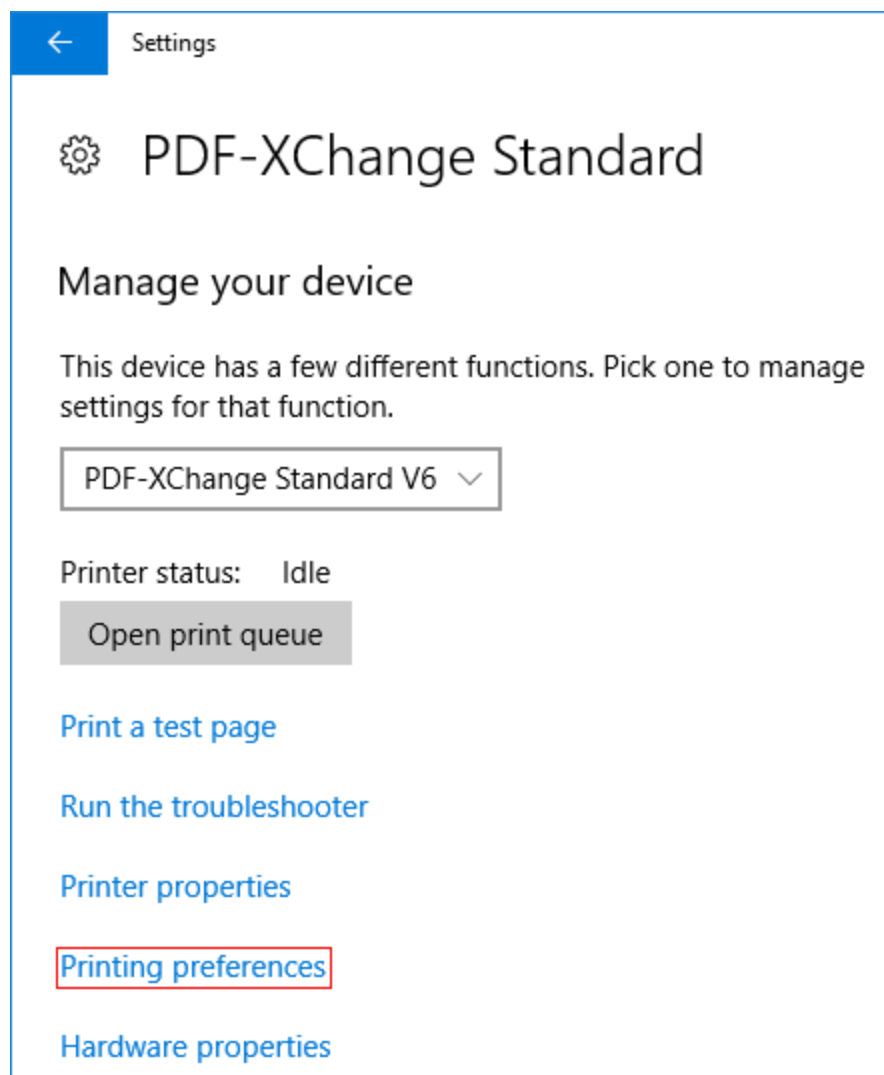 Settings
PDF-XChange Standard
Manage your device
This device has a few different functions. Pick one to manage
settings for that function.
PDF-XChange Standard V6
Printer status: Idle
Open print queue
Print a test page
Run the troubleshooter
Printer properties
Printing preferences
Hardware properties